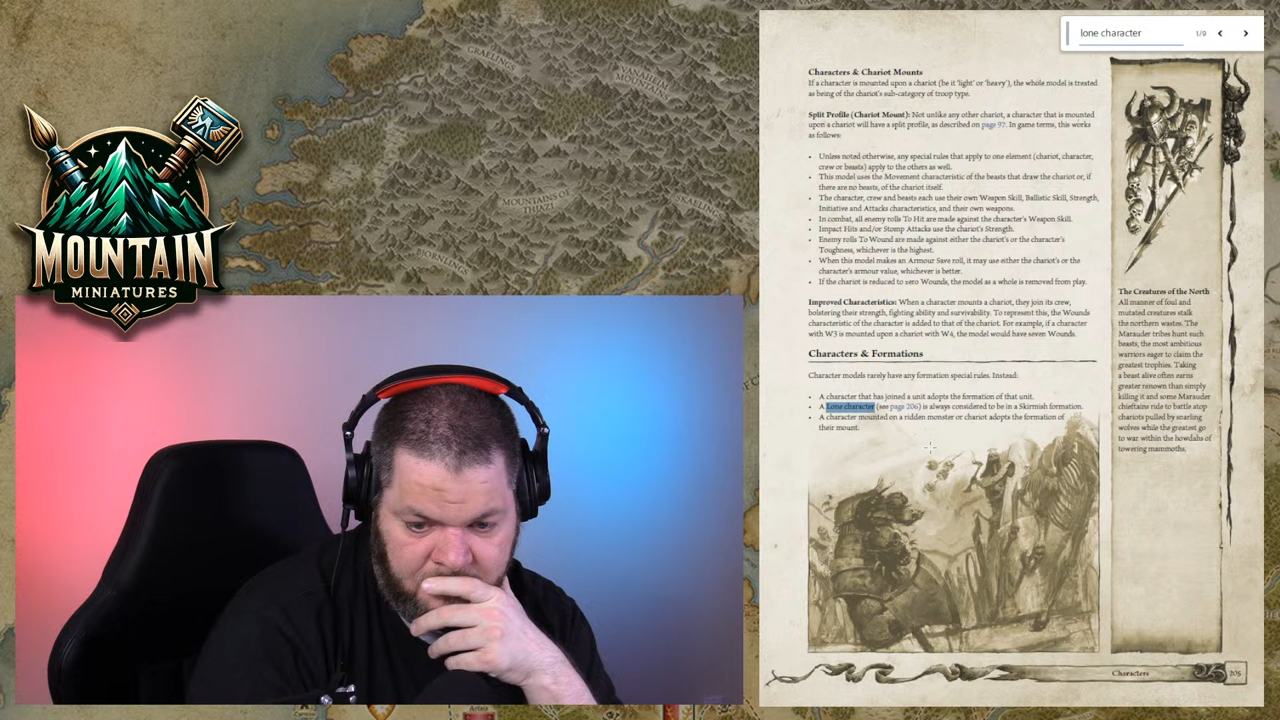 GRAELINGS
VANAHEIM
MOUNTAINS
MOUNTAINS
BJORNLINGS
MOUNTAIN
MINIATURES
lone character
1/9
Characters & Chariot Mounts
If a character is mounted upon a chariot (be it 'light' or 'heavy'), the whole model is treated
as being of the chariot's sub-category of troop type.
Split Profile (Chariot Mount): Not unlike any other chariot, a character that is mounted
upon a chariot will have a split profile, as described on page 97. In game terms, this works
as follows:
• Unless noted otherwise, any special rules that apply to one element (chariot, character,
crew or beasts) apply to the others as well.
• This model uses the Movement characteristic of the beasts that draw the chariot or, if
there are no beasts, of the chariot itself.
• The character, crew and beasts each use their own Weapon Skill, Ballistic Skill, Strength,
Initiative and Attacks characteristics, and their own weapons.
• In combat, all enemy rolls To Hit are made against the character's Weapon Skill.
• Impact Hits and/or Stomp Attacks use the chariot's Strength.
• Enemy rolls To Wound are made against either the chariot's or the character's
Toughness, whichever is the highest.
• When this model makes an Armour Save roll, it may use either the chariot's or the
character's armour value, whichever is better.
• If the chariot is reduced to zero Wounds, the model as a whole is removed from play.
Improved Characteristics: When a character mounts a chariot, they join its crew,
bolstering their strength, fighting ability and survivability. To represent this, the Wounds
characteristic of the character is added to that of the chariot. For example, if a character
with W3 is mounted upon a chariot with W4, the model would have seven Wounds.
Characters & Formations
Character models rarely have any formation special rules. Instead:
• A character that has joined a unit adopts the formation of that unit.
• A Lone character (see page 206) is always considered to be in a Skirmish formation.
• A character mounted on a ridden monster or chariot adopts the formation of
their mount.
The Creatures of the North
All manner of foul and
mutated creatures stalk
the northern wastes. The
Marauder tribes hunt such
beasts, the most ambitious
warriors eager to claim the
greatest trophies. Taking
a beast alive often earns
greater renown than simply
killing it and some Marauder
chieftains ride to battle atop
chariots pulled by snarling
wolves while the greatest go
to war within the howdahs of
towering mammoths.
Characters
205